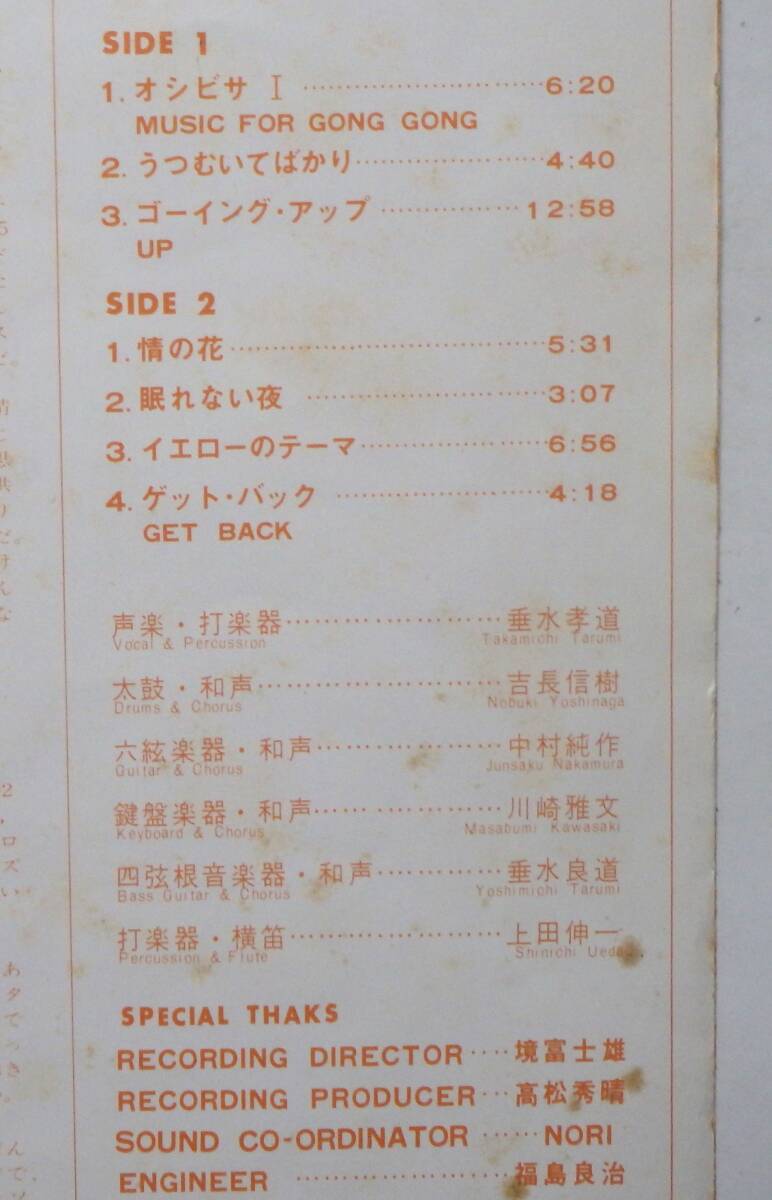 SIDE 1
1. オシビサ Ⅰ ………………………6:20
MUSIC FOR GONG GONG
2. うつむいてばかり…………………4:40
3. ゴーイング・アップ ……………12:58
UP
SIDE 2
1. 情の花……………………………5:31
2. 眠れない夜 ………………………3:07
3. イエローのテーマ…………………6:56
4. ゲット・バック …………………4:18
GET BACK
声楽・打楽器……………………垂水孝道
Vocal & Percussion Takamichi Tarumi
太鼓・和声………………………吉長信樹
Drums & Chorus Nobuki Yoshinaga
六絃楽器・和声…………………中村純作
Guitar & Chorus Junsaku Nakamura
鍵盤楽器・和声…………………川崎雅文
Keyboard & Chorus Masabumi Kawasaki
四弦根音楽器・和声……………垂水良道
Bass Guitar & Chorus Yoshimichi Tarumi
打楽器・横笛……………………上田伸一
Percussion & Flute Shinichi Ueda
SPECIAL THAKS
RECORDING DIRECTOR ‥‥境富士雄
RECORDING PRODUCER ‥‥高松秀晴
SOUND CO-ORDINATOR ……NORI
ENGINEER ………………………福島良治